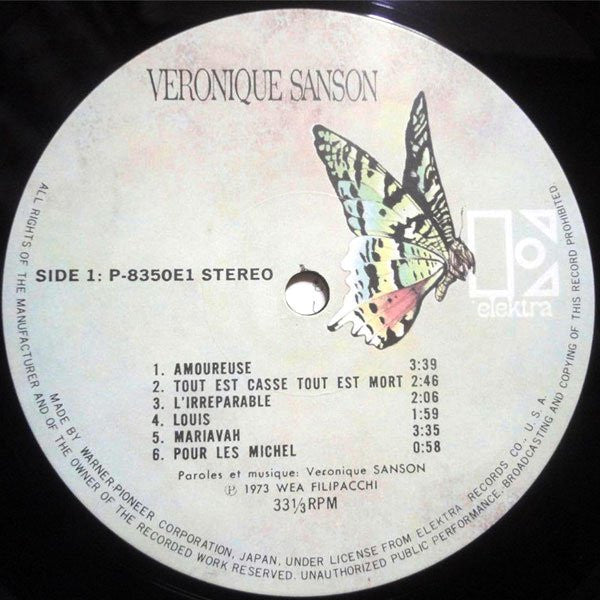 VERONIQUE SANSON
SIDE 1: P-8350E1 STEREO
elektra
1. AMOUREUSE 3:39
2. TOUT EST CASSE TOUT EST MORT 2:46
3. L'IRREPARABLE 2:06
4. LOUIS 1:59
5. MARIAVAH 3:35
6. POUR LES MICHEL 0:58
Paroles et musique: Veronique SANSON
Ⓟ 1973 WEA FILIPACCHI
33 1/3 RPM
ALL RIGHTS OF THE MANUFACTURER AND OF THE OWNER OF THE RECORDED WORK RESERVED. UNAUTHORIZED PUBLIC PERFORMANCE, BROADCASTING AND COPYING OF THIS RECORD PROHIBITED.
MADE BY WARNER-PIONEER CORPORATION, JAPAN, UNDER LICENSE FROM ELEKTRA RECORDS CO., U.S.A.